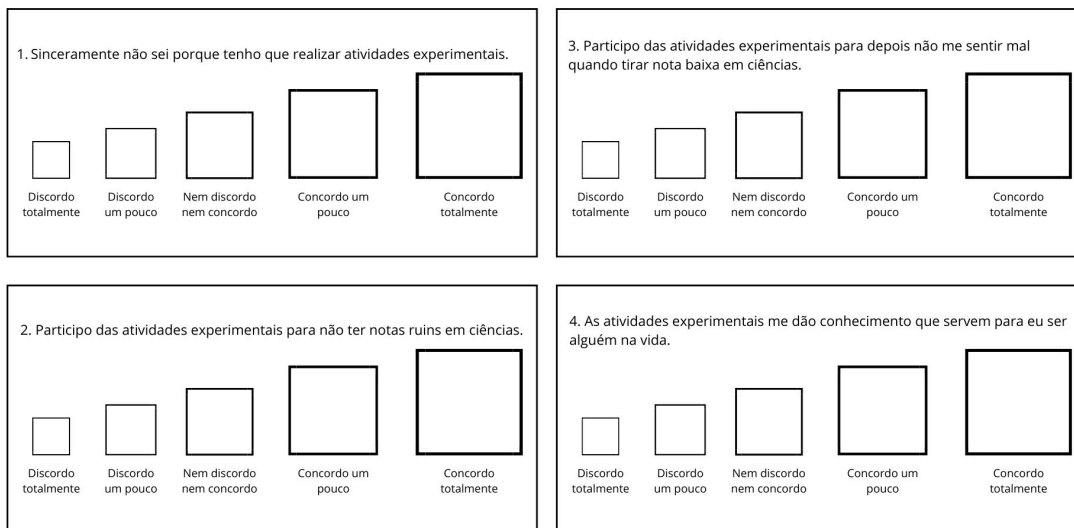 1. Sinceramente não sei porque tenho que realizar atividades experimentais.
Discordo totalmente
Discordo um pouco
Nem discordo nem concordo
Concordo um pouco
Concordo totalmente
2. Participo das atividades experimentais para não ter notas ruins em ciências.
Discordo totalmente
Discordo um pouco
Nem discordo nem concordo
Concordo um pouco
Concordo totalmente
3. Participo das atividades experimentais para depois não me sentir mal
quando tirar nota baixa em ciências.
Discordo totalmente
Discordo um pouco
Nem discordo nem concordo
Concordo um pouco
Concordo totalmente
4. As atividades experimentais me dão conhecimento que servem para eu ser
alguém na vida.
Discordo totalmente
Discordo um pouco
Nem discordo nem concordo
Concordo um pouco
Concordo totalmente